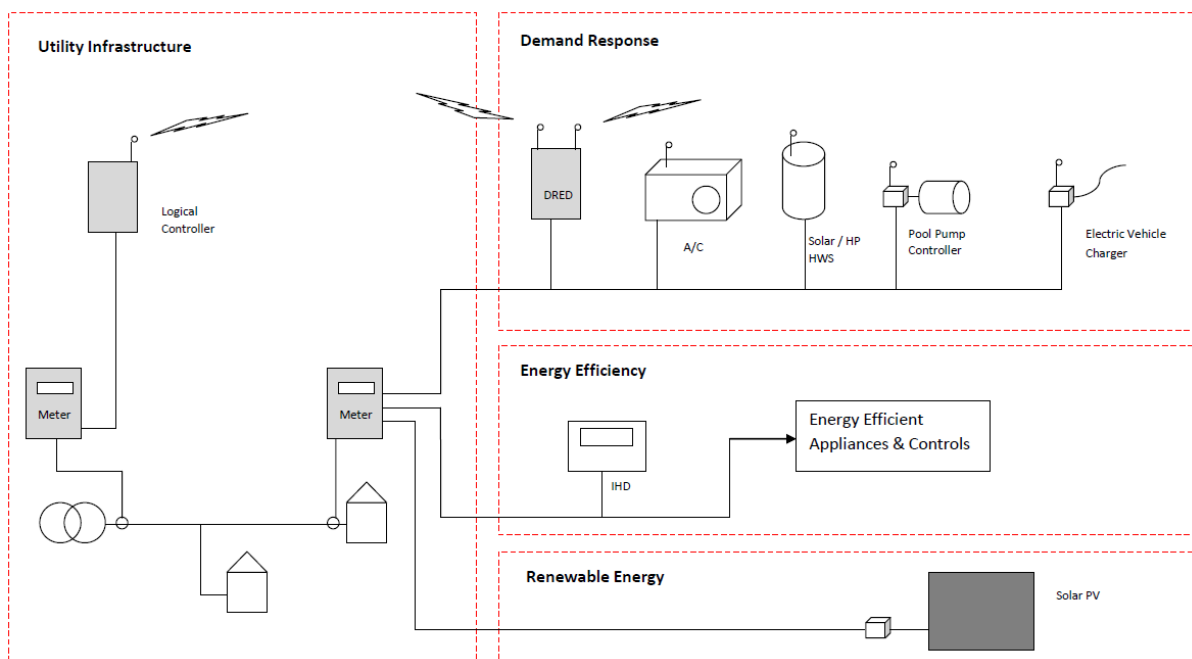 Utility Infrastructure
Demand Response
DRED
Logical
Controller
A/C
Solar / HP
HWS
Pool Pump
Controller
Electric Vehicle
Charger
Meter
Meter
Energy Efficiency
Energy Efficient
Appliances & Controls
IHD
Renewable Energy
Solar PV